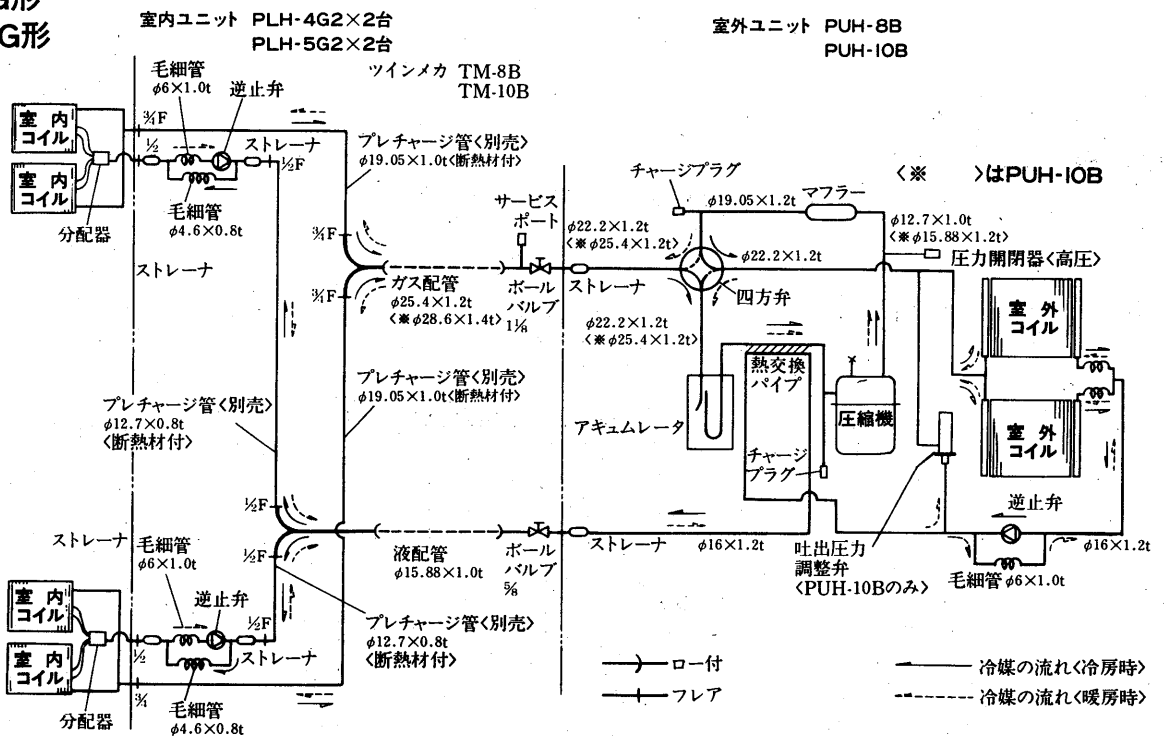 G形
室内ユニット PLH-4G2×2台
PLH-5G2×2台
室外ユニット PUH-8B
PUH-10B
ツインメカ TM-8B
TM-10B
毛細管
φ6×1.0t
逆止弁
室内
コイル
室内
コイル
分配器
¾F
½
ストレーナ
½F
毛細管
φ4.6×0.8t
ストレーナ
プレチャージ管〈別売〉
φ19.05×1.0t〈断熱材付〉
¾F
¾F
サービス
ポート
ガス配管
φ25.4×1.2t
〈※φ28.6×1.4t〉
ボール
バルブ
1⅛
ストレーナ
φ22.2×1.2t
〈※φ25.4×1.2t〉
チャージプラグ
φ19.05×1.2t
マフラー
〈※ 〉はPUH-10B
φ12.7×1.0t
〈※φ15.88×1.2t〉
圧力開閉器〈高圧〉
φ22.2×1.2t
四方弁
φ22.2×1.2t
〈※φ25.4×1.2t〉
熱交換
パイプ
アキュムレータ
圧縮機
チャージ
プラグ
室外
コイル
室外
コイル
プレチャージ管〈別売〉
φ19.05×1.0t〈断熱材付〉
プレチャージ管〈別売〉
φ12.7×0.8t
〈断熱材付〉
½F
½F
液配管
φ15.88×1.0t
ボール
バルブ
⅝
ストレーナ
φ16×1.2t
吐出圧力
調整弁
〈PUH-10Bのみ〉
逆止弁
毛細管φ6×1.0t
φ16×1.2t
ストレーナ
毛細管
φ6×1.0t
逆止弁
½F
室内
コイル
室内
コイル
分配器
½
¾
ストレーナ
毛細管
φ4.6×0.8t
プレチャージ管〈別売〉
φ12.7×0.8t
〈断熱材付〉
ロー付
フレア
冷媒の流れ〈冷房時〉
冷媒の流れ〈暖房時〉